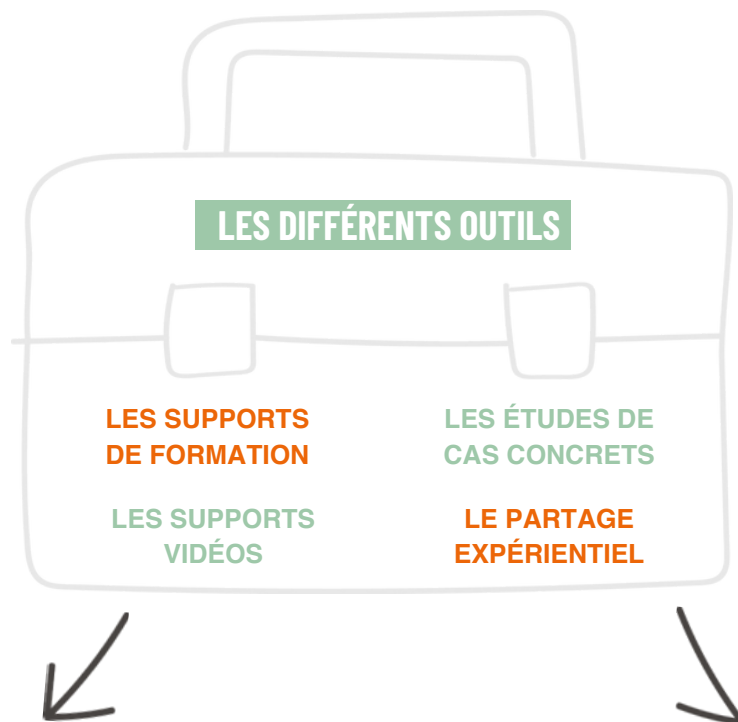 LES DIFFÉRENTS OUTILS
LES SUPPORTS
DE FORMATION
LES ÉTUDES DE
CAS CONCRETS
LES SUPPORTS
VIDÉOS
LE PARTAGE
EXPÉRIENTIEL